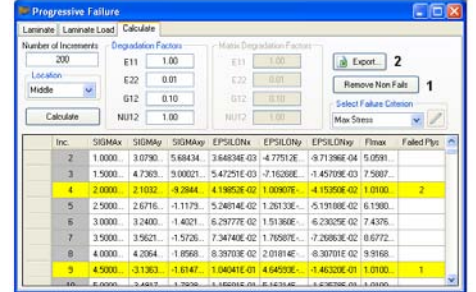 Progressive Failure
Laminate Laminate Load Calculate
Number of Increments
200
Location
Middle
Calculate
Degradation Factors
E11 1.00
E22 0.01
G12 0.10
NU12 1.00
Matrix Degradation Factors
E11 1.00
E22 0.01
G12 0.10
NU12 1.00
Export... 2
Remove Non Fails 1
Select Failure Criterion
Max Stress
Inc. SIGMAx SIGMAy SIGMAxy EPSILONx EPSILONy EPSILONxy FImax Failed Plys
2 1.0000... 3.0790... 5.68434... 3.64834E-03 -4.77512E... -9.71396E-04 5.0591...
3 1.5000... 4.7369... 9.00021... 5.47251E-03 -7.16268E... -1.45709E-03 7.5887...
4 2.0000... 2.1032... -9.2844... 4.19852E-02 1.00907E-... -4.15350E-02 1.0100... 2
5 2.5000... 2.6716... -1.1179... 5.24814E-02 1.26133E-... -5.19188E-02 6.1980...
6 3.0000... 3.2400... -1.4021... 6.29777E-02 1.51360E-... -6.23025E-02 7.4376...
7 3.5000... 3.5621... -1.5726... 7.34740E-02 1.76587E-... -7.26863E-02 8.6772...
8 4.0000... 4.2064... -1.8568... 8.39703E-02 2.01814E-... -8.30701E-02 9.9168...
9 4.5000... -3.1363... -1.6147... 1.04041E-01 4.64593E-... -1.46320E-01 1.0100... 1